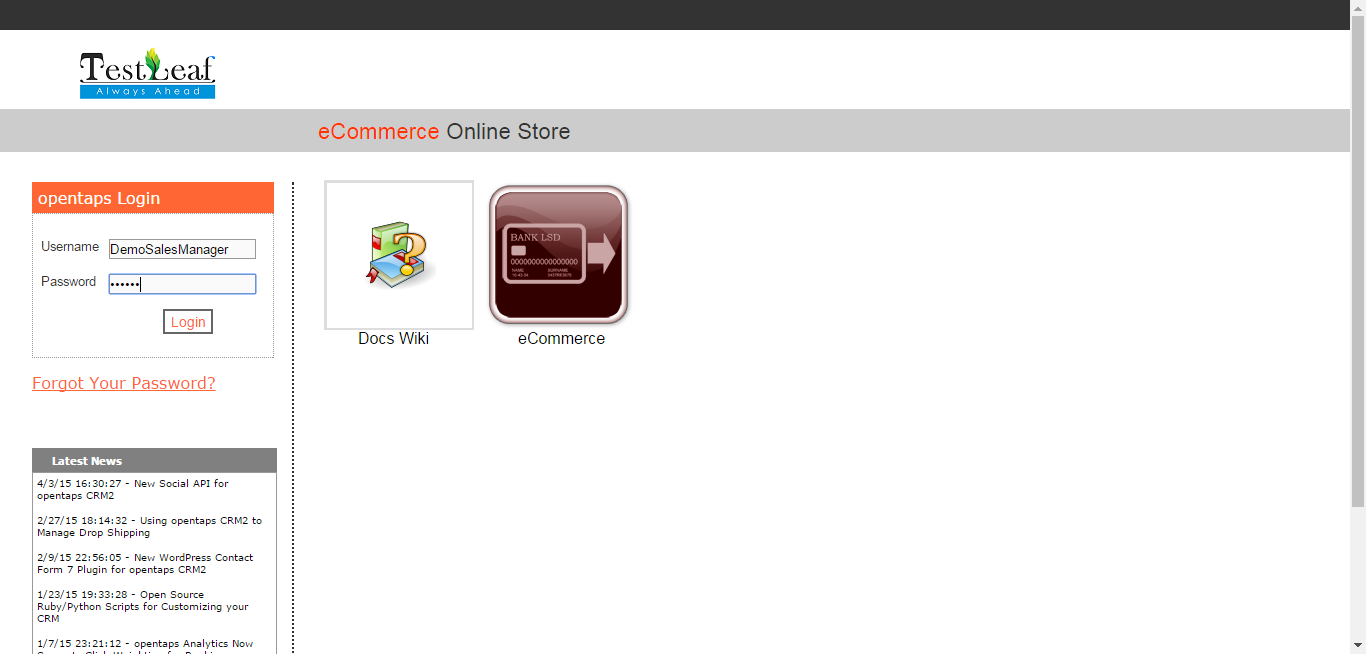 TestLeaf
Always Ahead
eCommerce Online Store
opentaps Login
Username DemoSalesManager
Password ••••••
Login
Forgot Your Password?
BANK LSD
0000000000000000
NAME SURNAME
Docs Wiki
eCommerce
Latest News
4/3/15 16:30:27 - New Social API for
opentaps CRM2
2/27/15 18:14:32 - Using opentaps CRM2 to
Manage Drop Shipping
2/9/15 22:56:05 - New WordPress Contact
Form 7 Plugin for opentaps CRM2
1/23/15 19:33:28 - Open Source
Ruby/Python Scripts for Customizing your
CRM
1/7/15 23:21:12 - opentaps Analytics Now